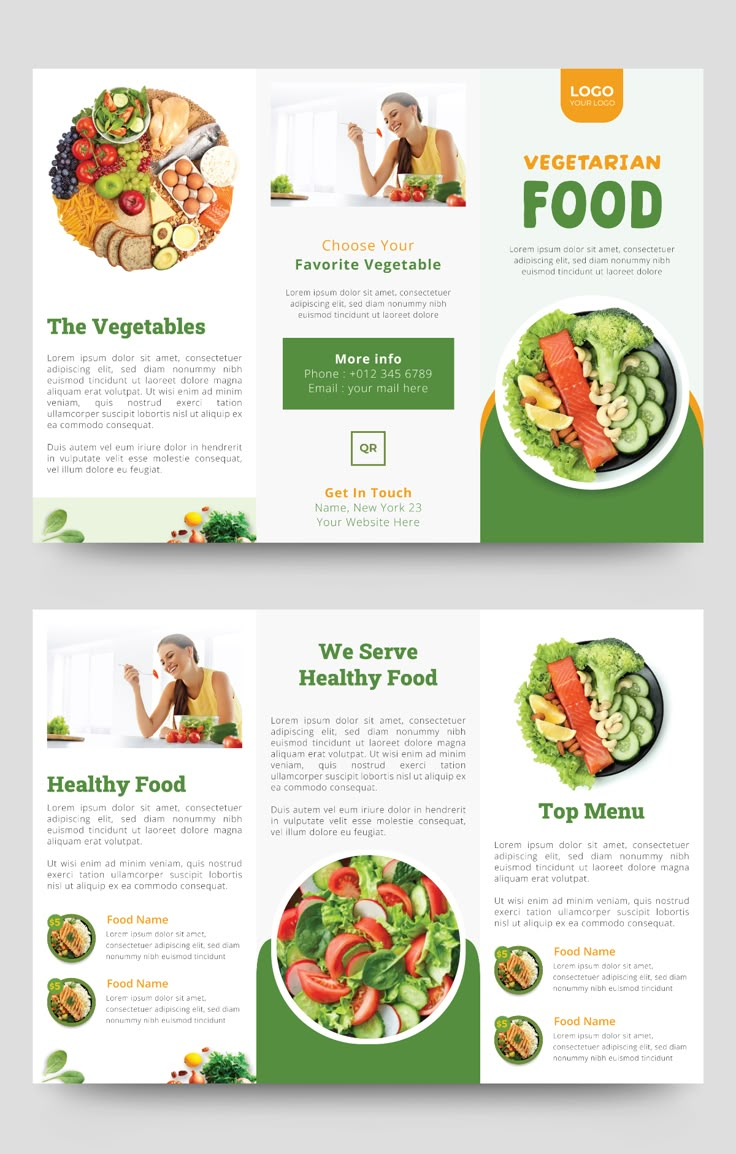 The Vegetables
Lorem ipsum dolor sit amet, consectetuer
adipiscing elit, sed diam nonummy nibh
euismod tincidunt ut laoreet dolore magna
aliquam erat volutpat. Ut wisi enim ad minim
veniam, quis nostrud exerci tation
ullamcorper suscipit lobortis nisl ut aliquip ex
ea commodo consequat.
Duis autem vel eum iriure dolor in hendrerit
in vulputate velit esse molestie consequat,
vel illum dolore eu feugiat.
Choose Your
Favorite Vegetable
Lorem ipsum dolor sit amet, consectetuer
adipiscing elit, sed diam nonummy nibh
euismod tincidunt ut laoreet dolore
More info
Phone : +012 345 6789
Email : your mail here
QR
Get In Touch
Name, New York 23
Your Website Here
LOGO
YOUR LOGO
VEGETARIAN
FOOD
Lorem ipsum dolor sit amet, consectetuer
adipiscing elit, sed diam nonummy nibh
euismod tincidunt ut laoreet dolore
Healthy Food
Lorem ipsum dolor sit amet, consectetuer
adipiscing elit, sed diam nonummy nibh
euismod tincidunt ut laoreet dolore magna
aliquam erat volutpat.
Ut wisi enim ad minim veniam, quis nostrud
exerci tation ullamcorper suscipit lobortis nisl
ut aliquip ex ea commodo consequat.
$5
Food Name
Lorem ipsum dolor sit amet,
consectetuer adipiscing elit, sed diam
nonummy nibh euismod tincidunt
$5
Food Name
Lorem ipsum dolor sit amet,
consectetuer adipiscing elit, sed diam
nonummy nibh euismod tincidunt
We Serve
Healthy Food
Lorem ipsum dolor sit amet, consectetuer
adipiscing elit, sed diam nonummy nibh
euismod tincidunt ut laoreet dolore magna
aliquam erat volutpat. Ut wisi enim ad minim
veniam, quis nostrud exerci tation
ullamcorper suscipit lobortis nisl ut aliquip ex
ea commodo consequat.
Duis autem vel eum iriure dolor in hendrerit
in vulputate velit esse molestie consequat,
vel illum dolore eu feugiat.
Top Menu
Lorem ipsum dolor sit amet, consectetuer
adipiscing elit, sed diam nonummy nibh
euismod tincidunt ut laoreet dolore magna
aliquam erat volutpat.
Ut wisi enim ad minim veniam, quis nostrud
exerci tation ullamcorper suscipit lobortis nisl
ut aliquip ex ea commodo consequat.
$5
Food Name
Lorem ipsum dolor sit amet,
consectetuer adipiscing elit, sed diam
nonummy nibh euismod tincidunt
$5
Food Name
Lorem ipsum dolor sit amet,
consectetuer adipiscing elit, sed diam
nonummy nibh euismod tincidunt